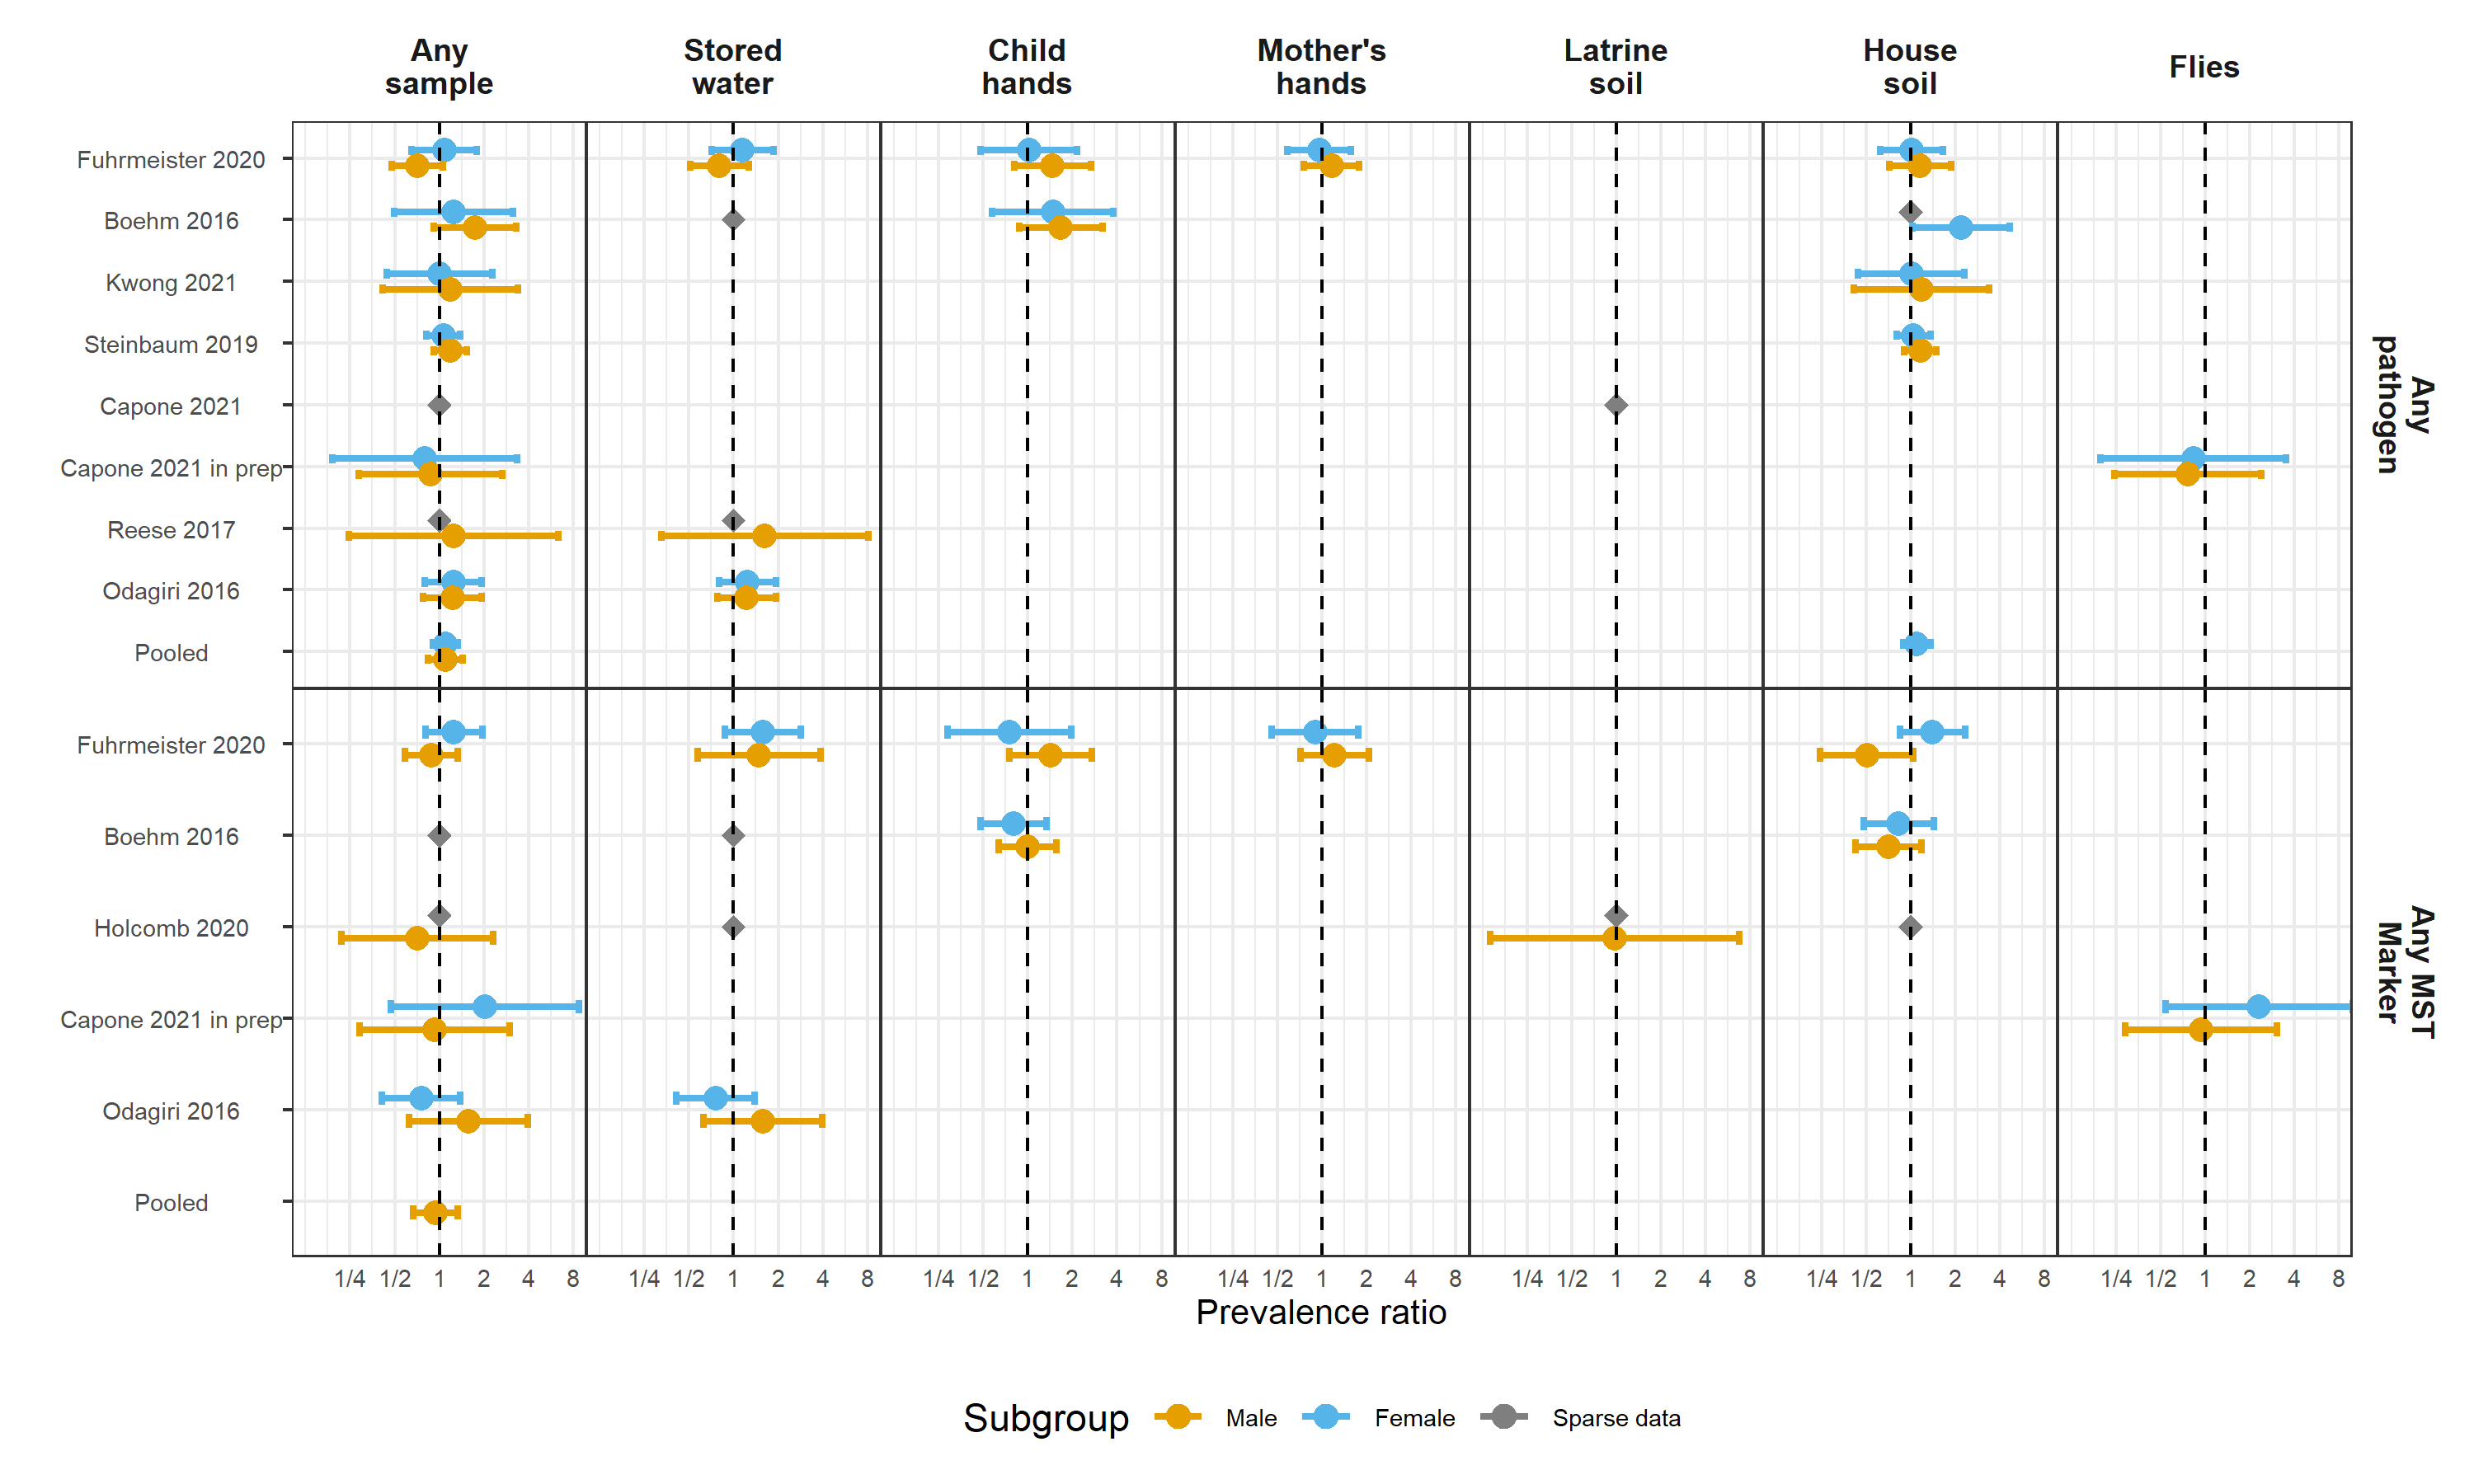 Any
sample
Stored
water
Child
hands
Mother's
hands
Latrine
soil
House
soil
Flies
Fuhrmeister 2020
Boehm 2016
Kwong 2021
Steinbaum 2019
Capone 2021
Capone 2021 in prep
Reese 2017
Odagiri 2016
Pooled
Any
pathogen
Fuhrmeister 2020
Boehm 2016
Holcomb 2020
Capone 2021 in prep
Odagiri 2016
Pooled
Any MST
Marker
1/4 1/2 1 2 4 8 1/4 1/2 1 2 4 8 1/4 1/2 1 2 4 8 1/4 1/2 1 2 4 8 1/4 1/2 1 2 4 8 1/4 1/2 1 2 4 8 1/4 1/2 1 2 4 8
Prevalence ratio
Subgroup Male Female Sparse data